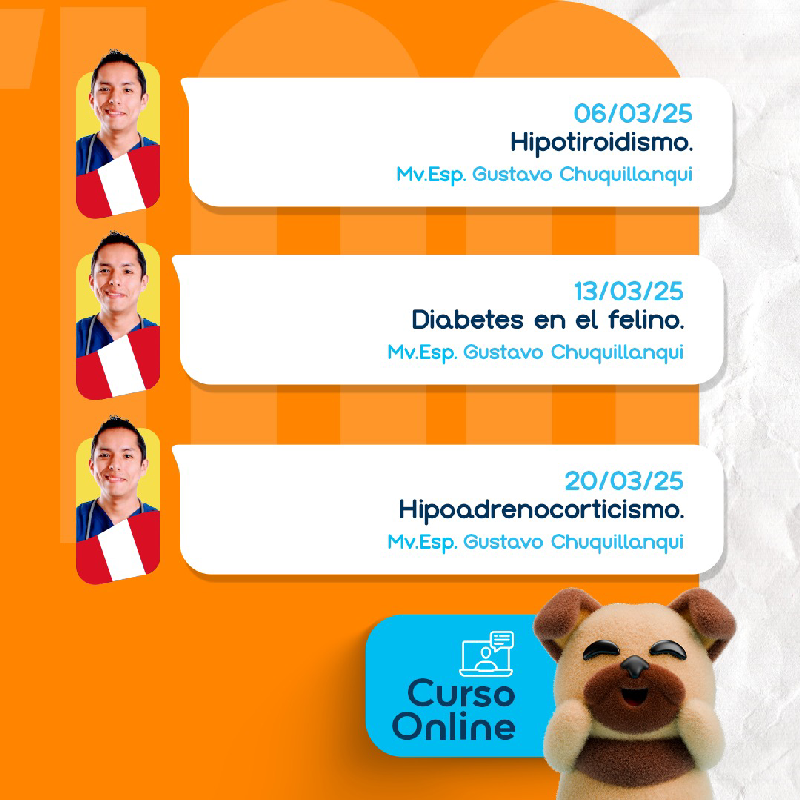 06/03/25
Hipotiroidismo.
Mv.Esp. Gustavo Chuquillanqui
13/03/25
Diabetes en el felino.
Mv.Esp. Gustavo Chuquillanqui
20/03/25
Hipoadrenocorticismo.
Mv.Esp. Gustavo Chuquillanqui
Curso
Online